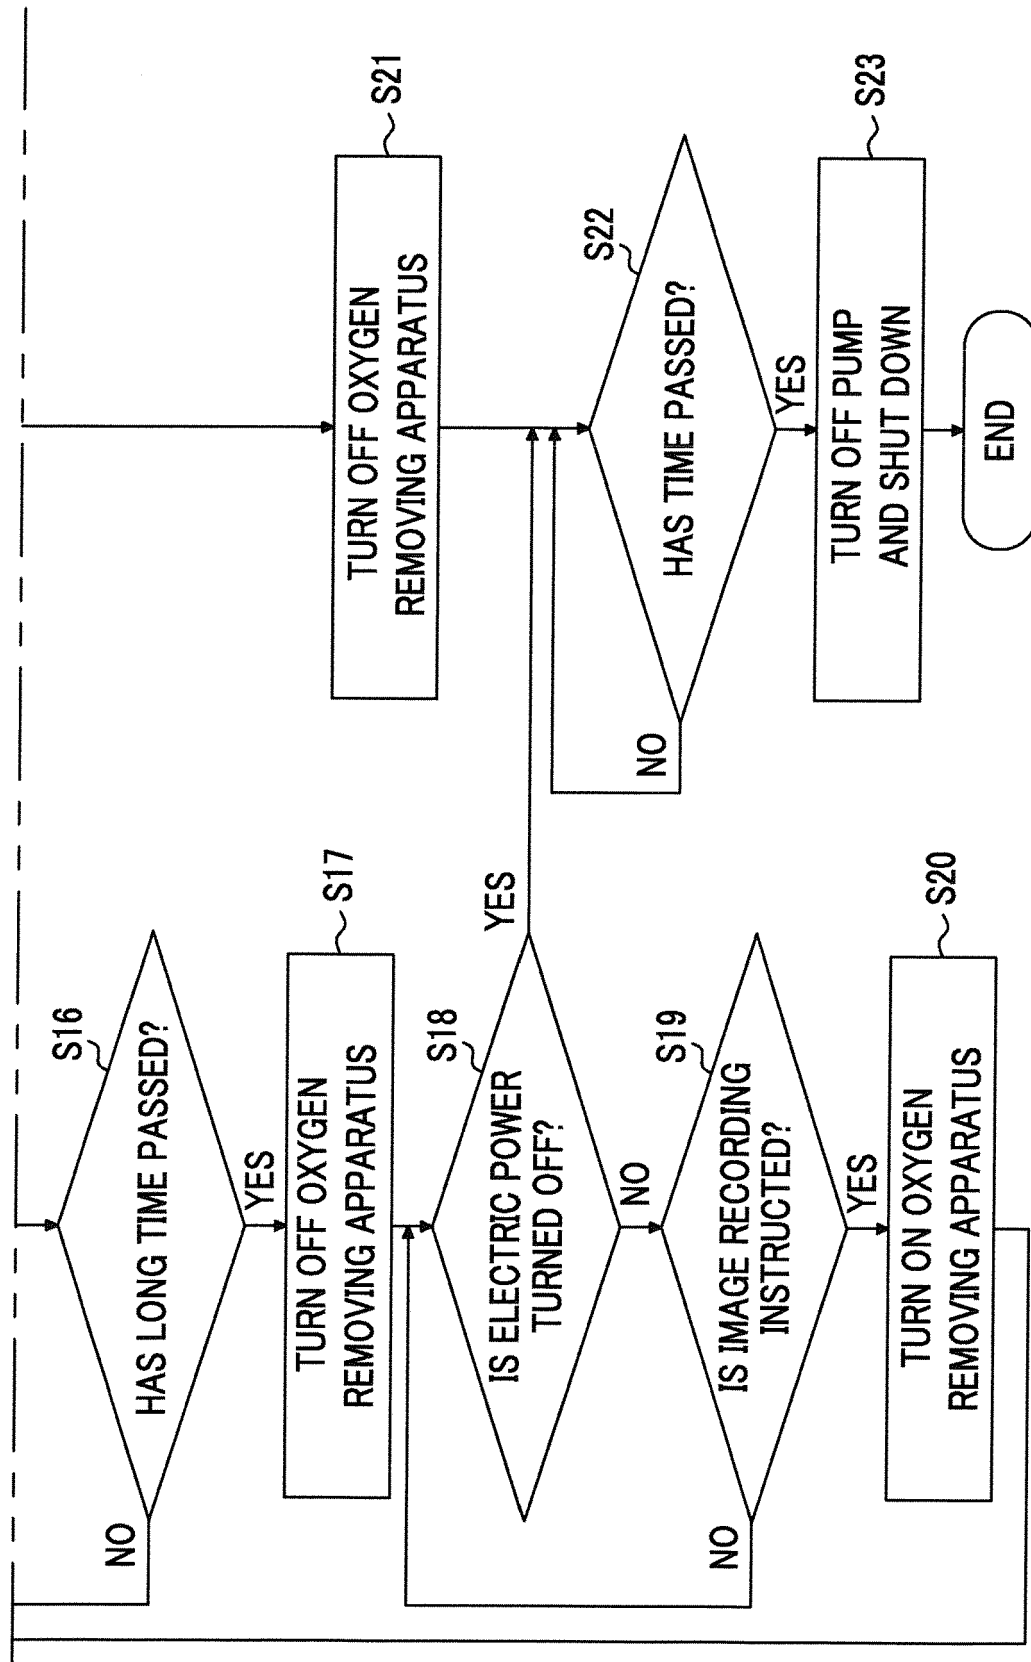 S16
HAS LONG TIME PASSED?
NO
YES
S17
TURN OFF OXYGEN
REMOVING APPARATUS
S18
IS ELECTRIC POWER
TURNED OFF?
YES
NO
S19
IS IMAGE RECORDING
INSTRUCTED?
NO
YES
S20
TURN ON OXYGEN
REMOVING APPARATUS
S21
TURN OFF OXYGEN
REMOVING APPARATUS
S22
HAS TIME PASSED?
NO
YES
S23
TURN OFF PUMP
AND SHUT DOWN
END